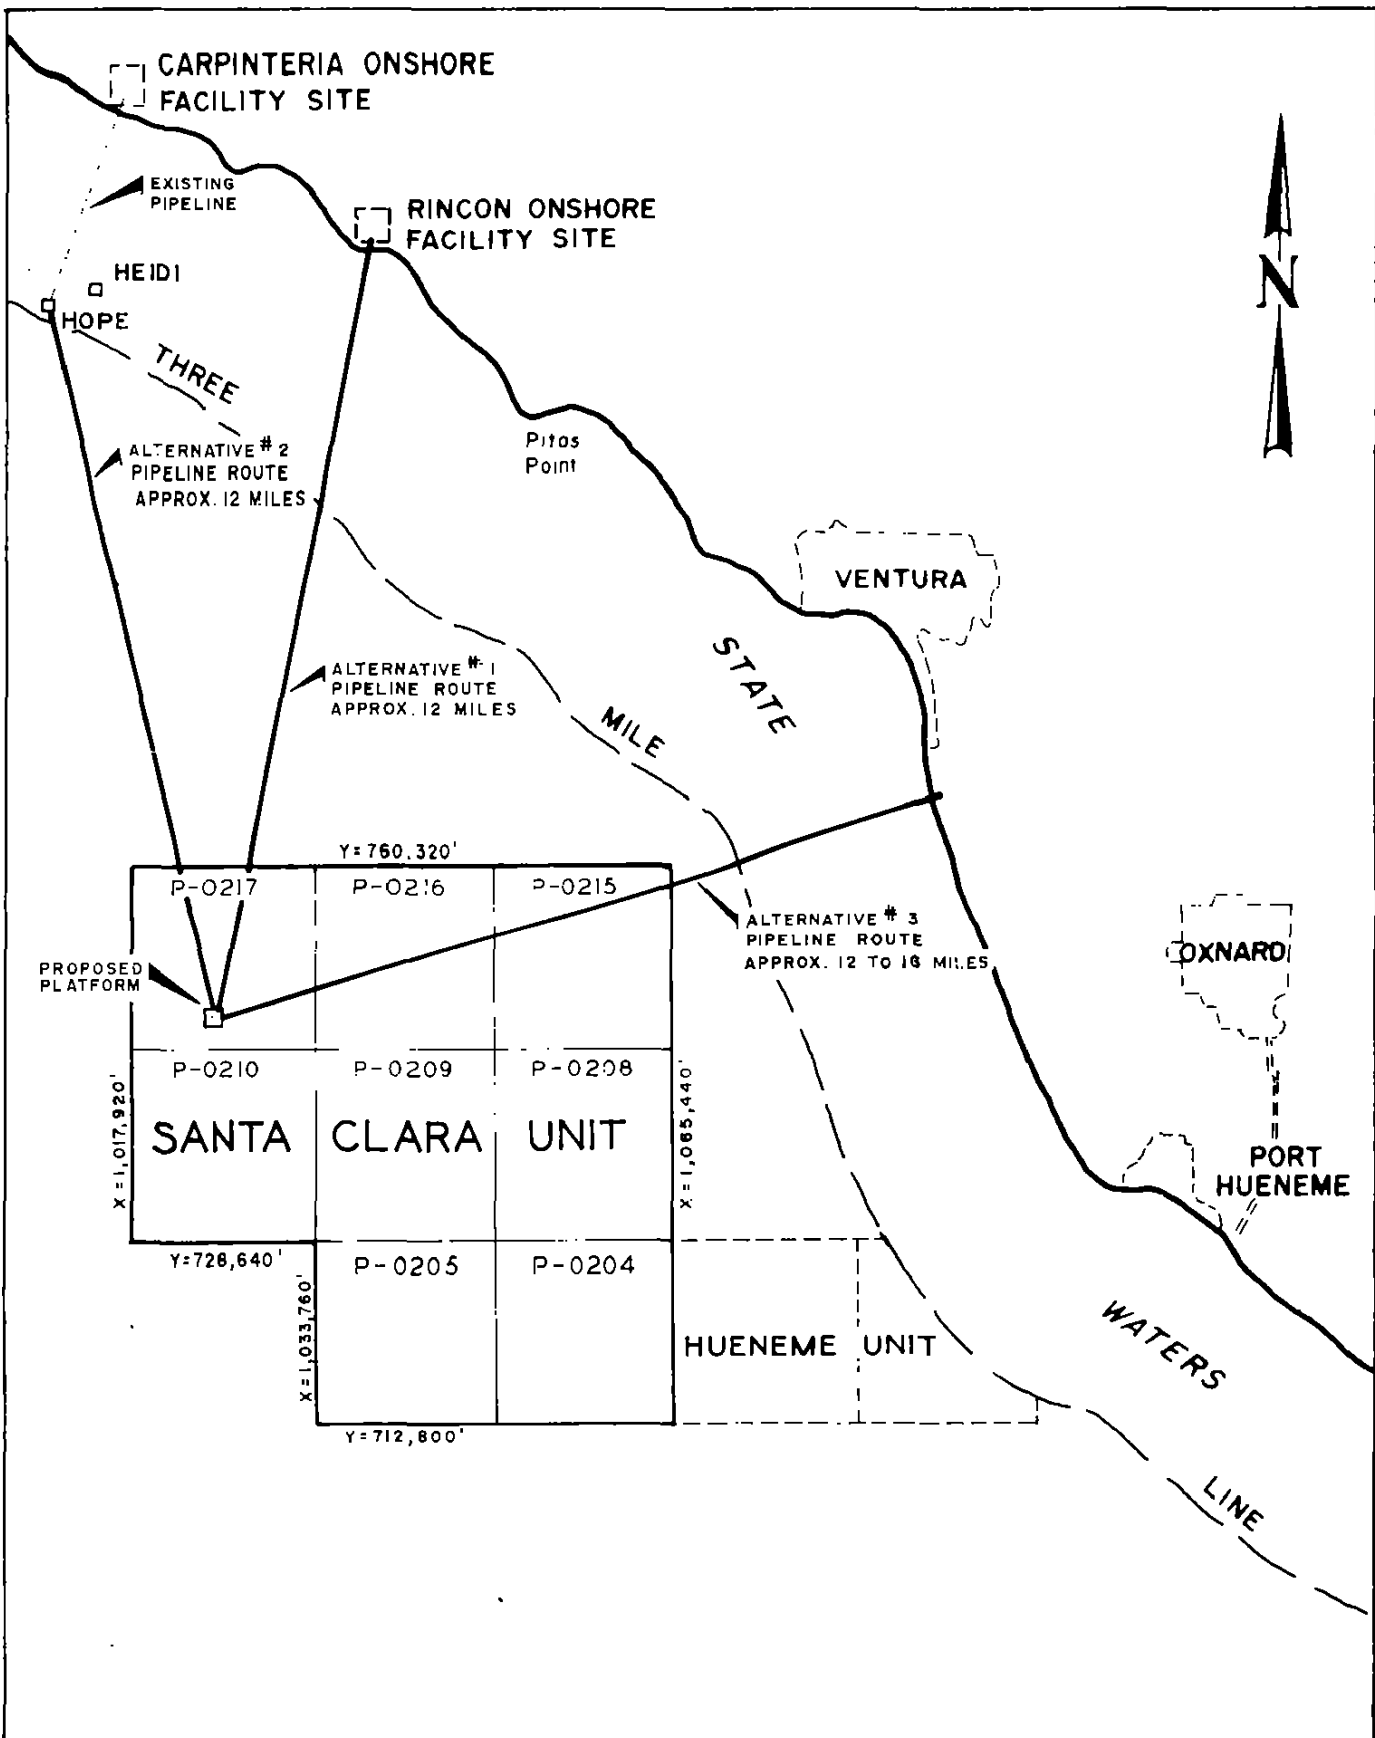 CARPINTERIA ONSHORE
FACILITY SITE
EXISTING
PIPELINE
RINCON ONSHORE
FACILITY SITE
HEIDI
HOPE
N
THREE
ALTERNATIVE #2
PIPELINE ROUTE
APPROX. 12 MILES
Pitas
Point
VENTURA
STATE
ALTERNATIVE #1
PIPELINE ROUTE
APPROX. 12 MILES
MILE
Y=760,320'
P-0217
P-0216
P-0215
ALTERNATIVE #3
PIPELINE ROUTE
APPROX. 12 TO 16 MILES
OXNARD
PROPOSED
PLATFORM
P-0210
P-0209
P-0208
X=1,017,920'
SANTA CLARA UNIT
X=1,065,440'
PORT
HUENEME
Y=728,640'
P-0205
P-0204
X=1,033,760'
HUENEME UNIT
WATERS
Y=712,800'
LINE